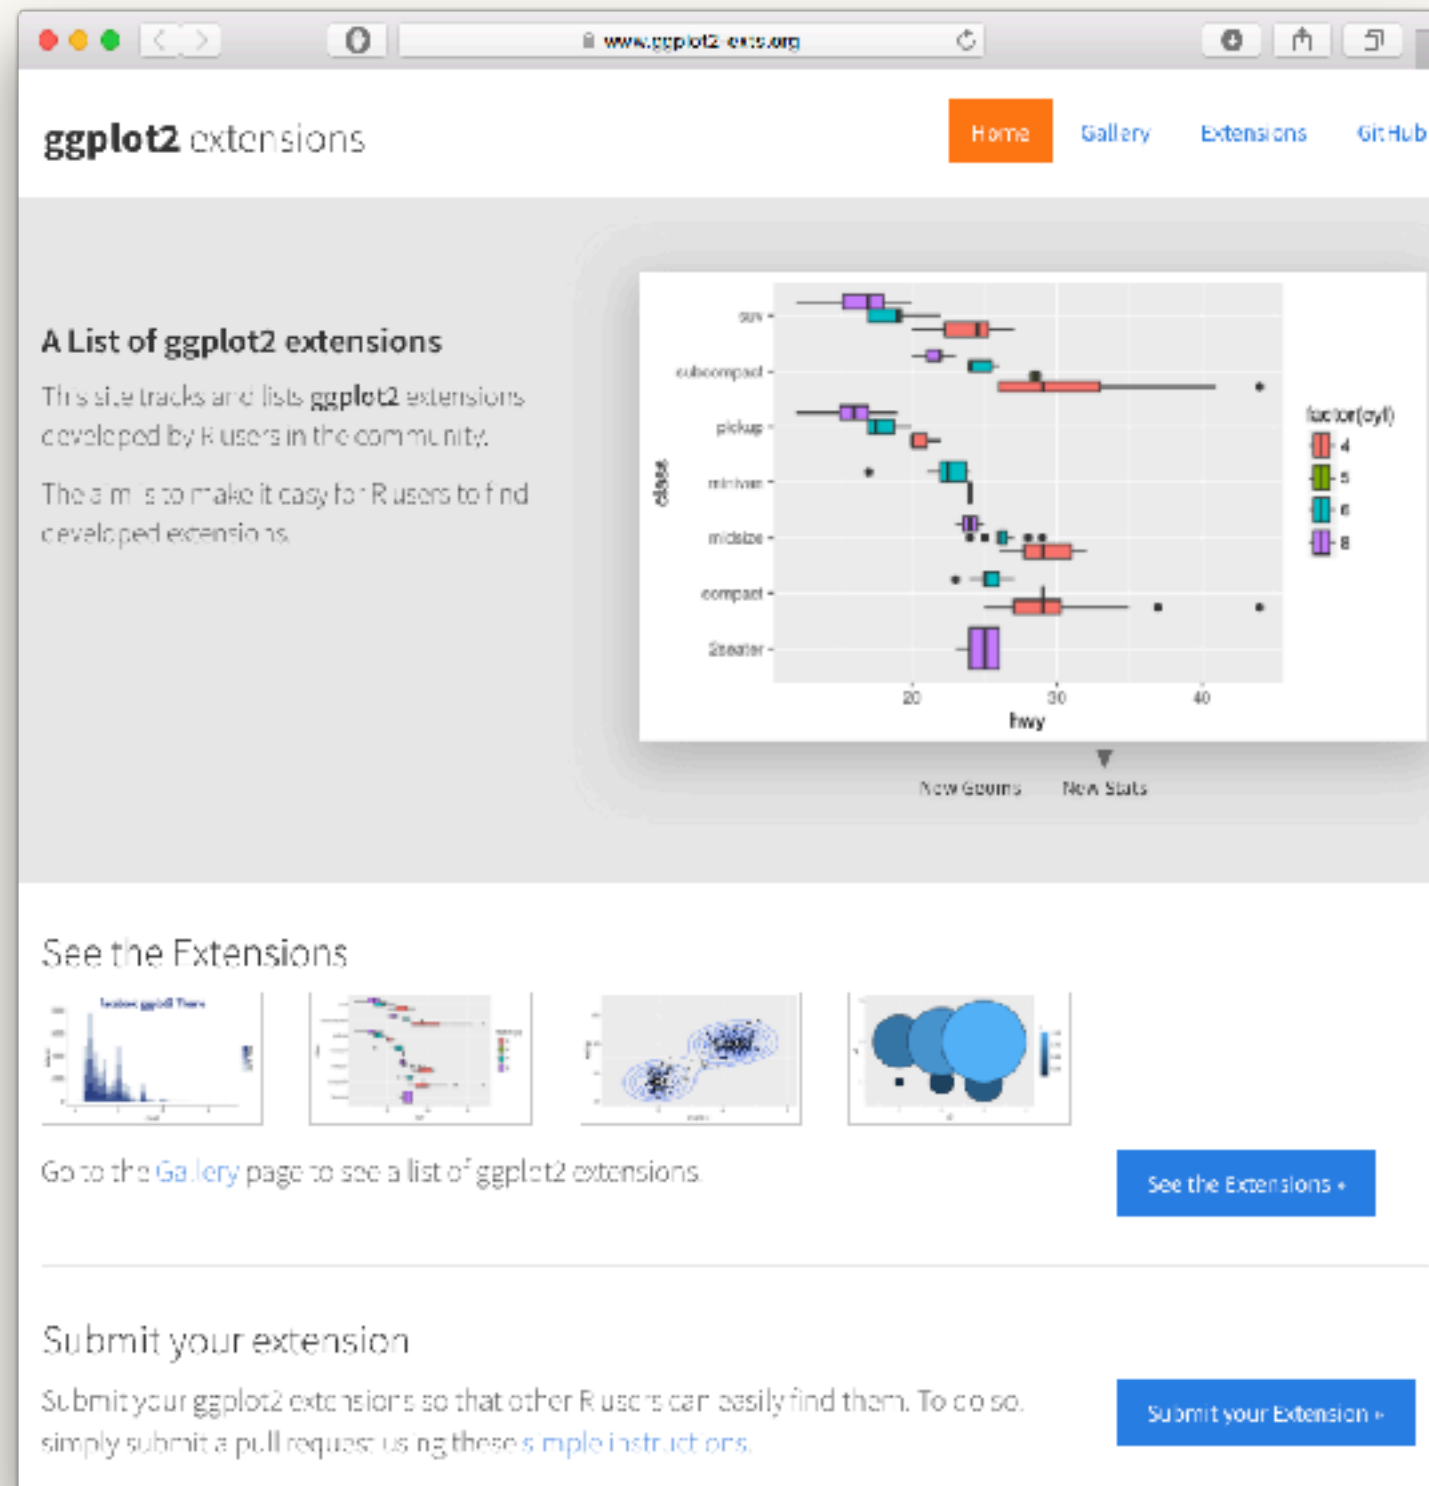 www.ggplot2-exts.org
ggplot2 extensions
Home Gallery Extensions GitHub
A List of ggplot2 extensions
This site tracks and lists ggplot2 extensions
developed by R users in the community.
The aim is to make it easy for R users to find
developed extensions.
suv
subcompact
pickup
minivan
midsize
compact
2seater
class
20 30 40
hwy
factor(cyl)
4
5
6
8
New Geoms New Stats
See the Extensions
Go to the Gallery page to see a list of ggplot2 extensions.
See the Extensions »
Submit your extension
Submit your ggplot2 extensions so that other R users can easily find them. To do so,
simply submit a pull request using these simple instructions.
Submit your Extension »